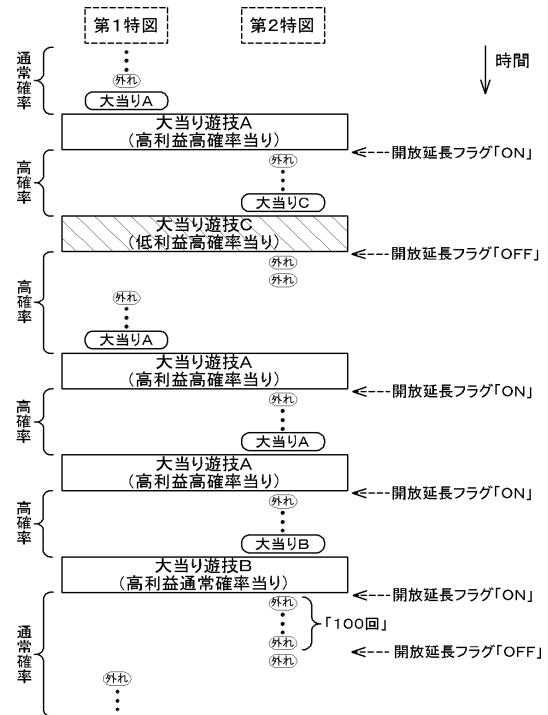 第1特図
第2特図
時間
通常確率
外れ
大当りA
大当り遊技A
(高利益高確率当り)
開放延長フラグ「ON」
高確率
外れ
大当りC
大当り遊技C
(低利益高確率当り)
開放延長フラグ「OFF」
高確率
外れ
外れ
外れ
大当りA
大当り遊技A
(高利益高確率当り)
開放延長フラグ「ON」
高確率
外れ
大当りA
大当り遊技A
(高利益高確率当り)
開放延長フラグ「ON」
高確率
外れ
大当りB
大当り遊技B
(高利益通常確率当り)
開放延長フラグ「ON」
通常確率
外れ
「100回」
外れ
開放延長フラグ「OFF」
外れ
外れ